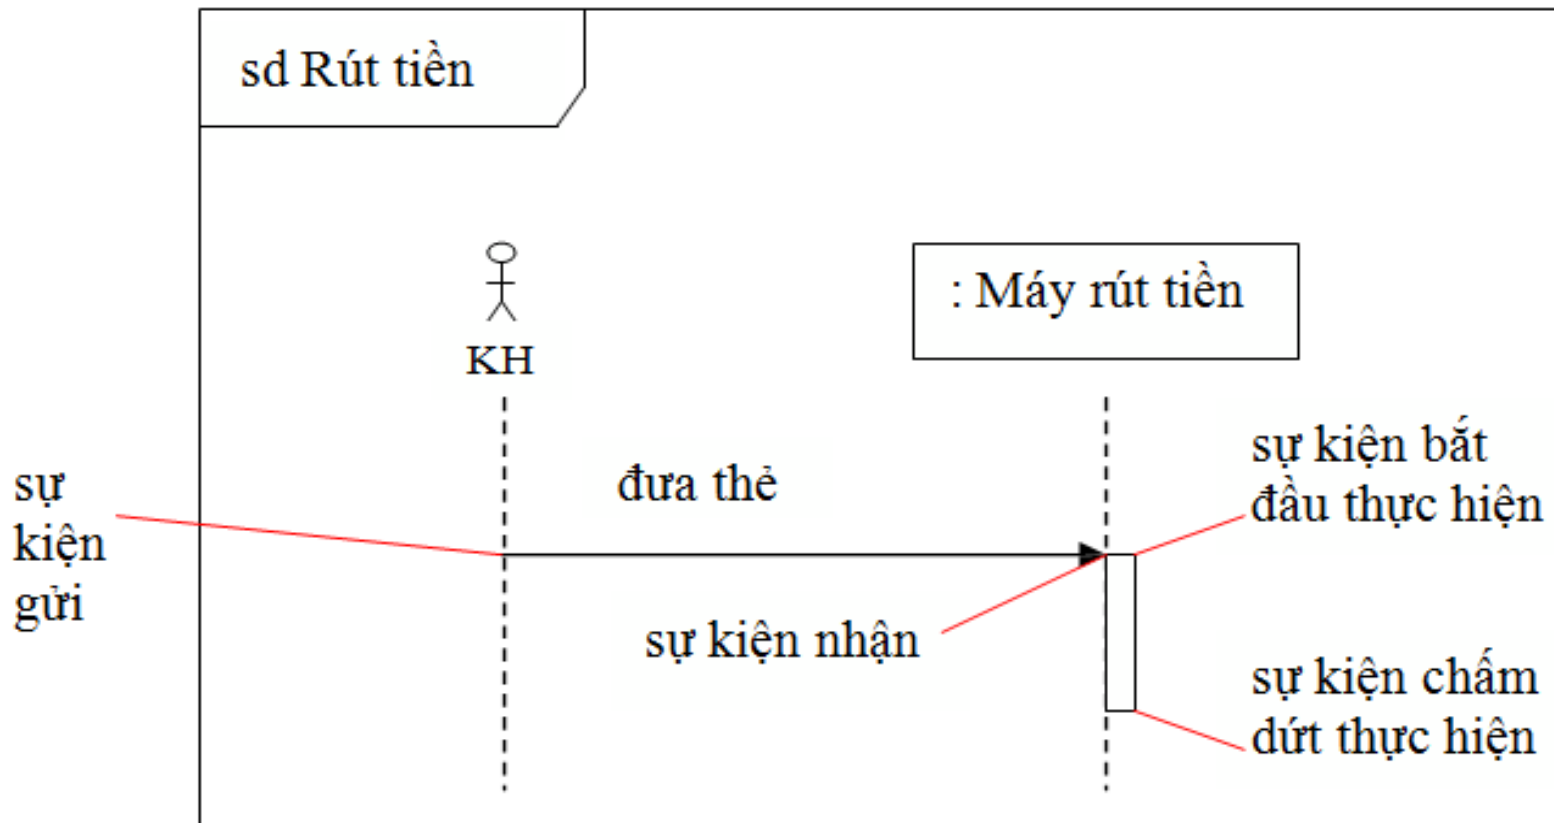 sd Rút tiền
: Máy rút tiền
KH
sự kiện bắt
đầu thực hiện
đưa thẻ
sự
kiện
gửi
sự kiện nhận
sự kiện chấm
dứt thực hiện